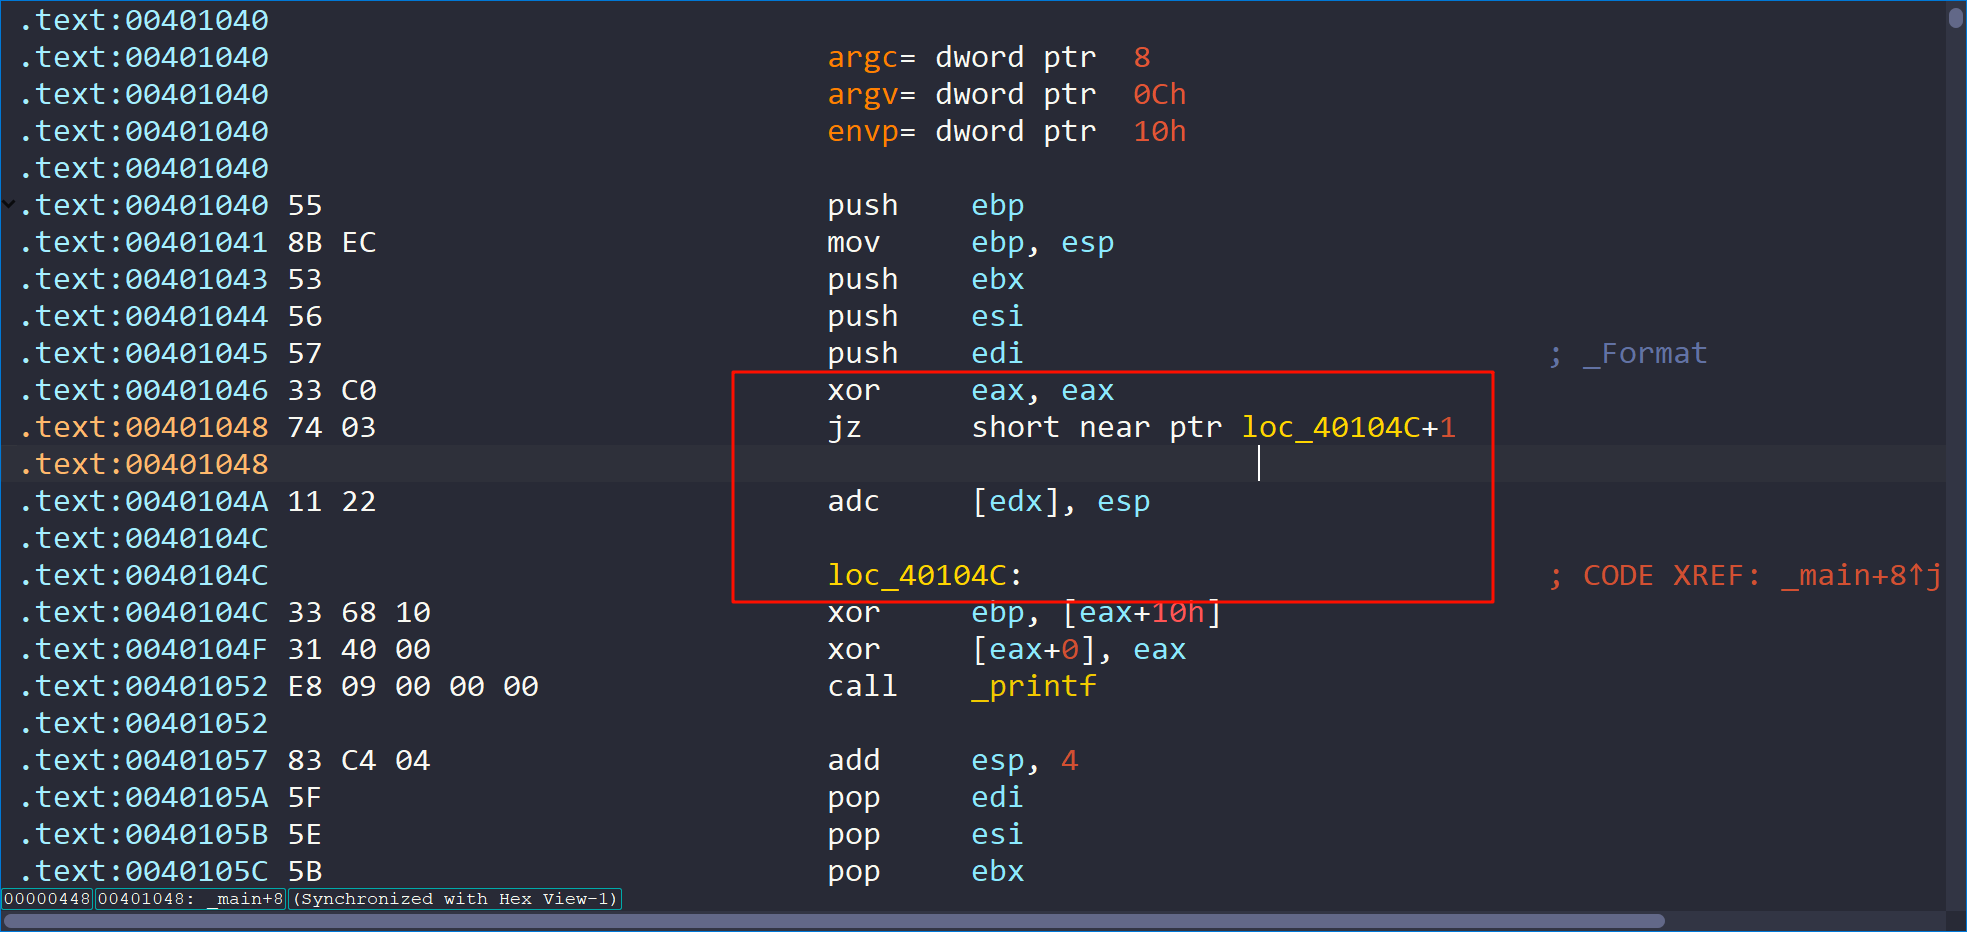 .text:00401040
.text:00401040 argc= dword ptr 8
.text:00401040 argv= dword ptr 0Ch
.text:00401040 envp= dword ptr 10h
.text:00401040
.text:00401040 55 push ebp
.text:00401041 8B EC mov ebp, esp
.text:00401043 53 push ebx
.text:00401044 56 push esi
.text:00401045 57 push edi ; _Format
.text:00401046 33 C0 xor eax, eax
.text:00401048 74 03 jz short near ptr loc_40104C+1
.text:00401048
.text:0040104A 11 22 adc [edx], esp
.text:0040104C
.text:0040104C loc_40104C: ; CODE XREF: _main+8↑j
.text:0040104C 33 68 10 xor ebp, [eax+10h]
.text:0040104F 31 40 00 xor [eax+0], eax
.text:00401052 E8 09 00 00 00 call _printf
.text:00401052
.text:00401057 83 C4 04 add esp, 4
.text:0040105A 5F pop edi
.text:0040105B 5E pop esi
.text:0040105C 5B pop ebx
00000448 00401048: _main+8 (Synchronized with Hex View-1)